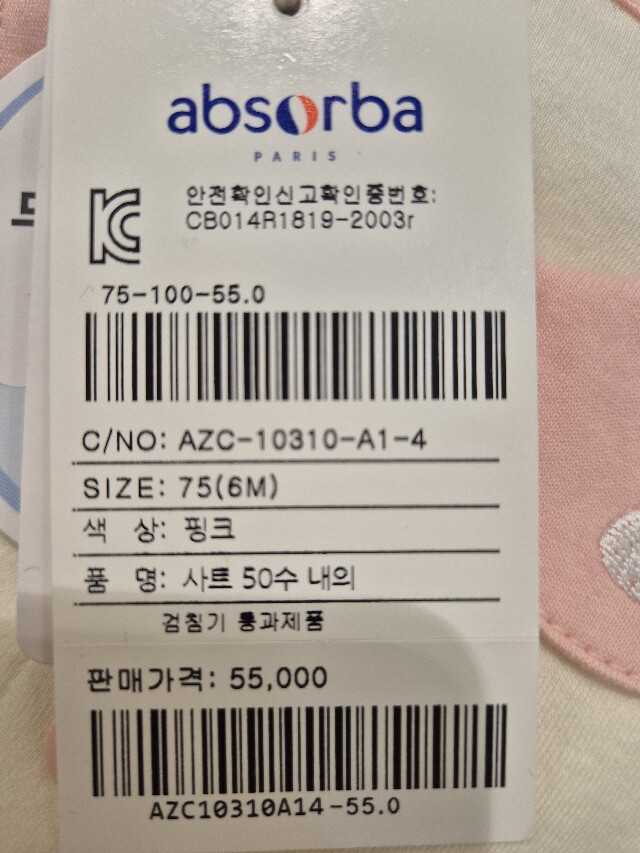 absorba
PARIS
안전확인신고확인증번호:
CB014R1819-2003r
75-100-55.0
C/NO: AZC-10310-A1-4
SIZE: 75(6M)
색 상: 핑크
품 명: 샤트 50수 내의
검침기 통과제품
판매가격: 55,000
AZC10310A14-55.0